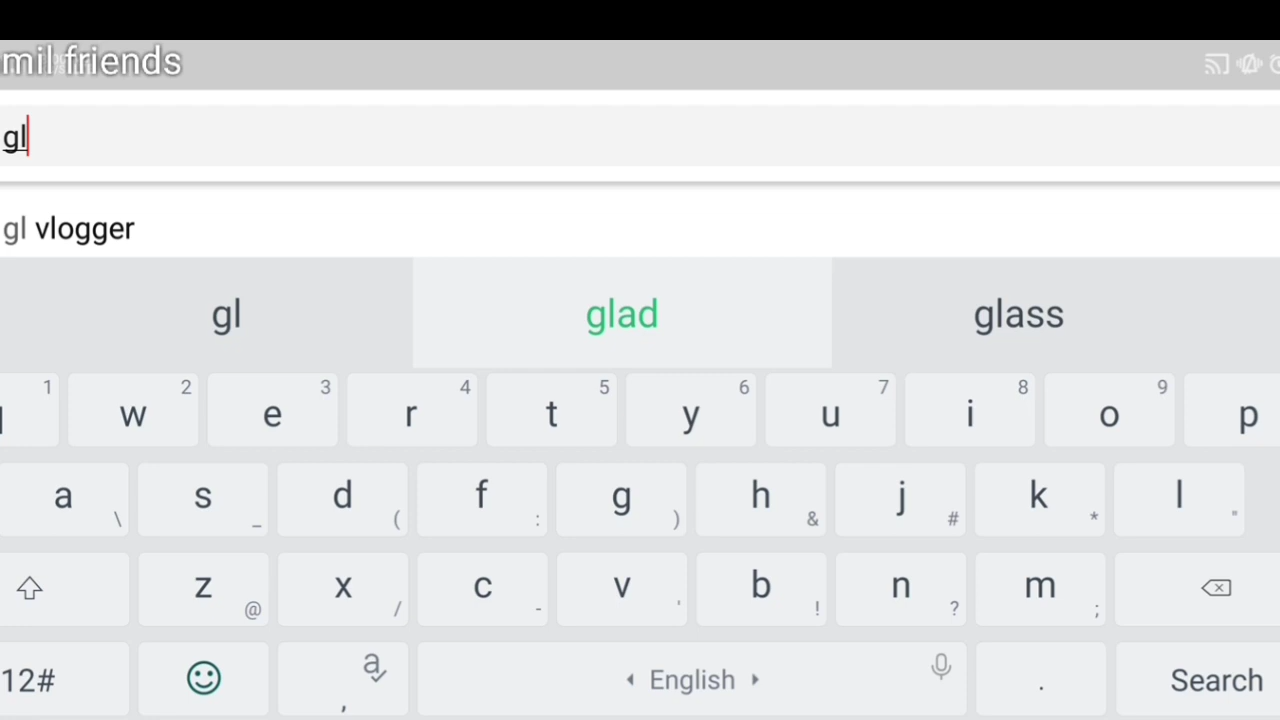 mil friends
gl
gl vlogger
gl glad glass
1 2 3 4 5 6 7 8 9
w e r t y u i o p
a s d f g h j k l
\ _ ( : ) & # * "
z x c v b n m
@ / - ' ! ? ;
12# , a English . Search